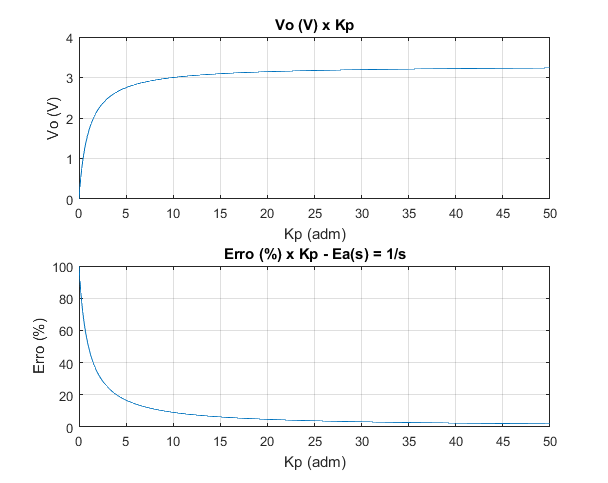 Vo (V) x Kp
4
3
2
1
0
Vo (V)
0 5 10 15 20 25 30 35 40 45 50
Kp (adm)
Erro (%) x Kp - Ea(s) = 1/s
100
80
60
40
20
0
Erro (%)
0 5 10 15 20 25 30 35 40 45 50
Kp (adm)